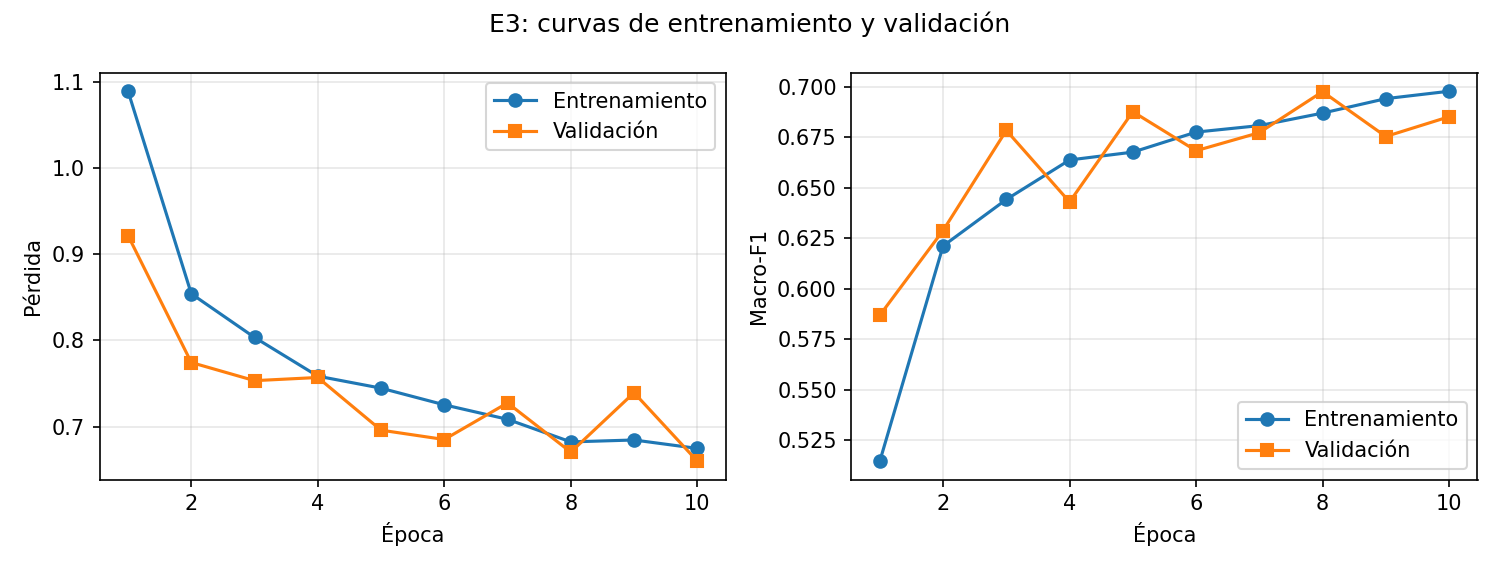 E3: curvas de entrenamiento y validación
1.1
1.0
0.9
0.8
0.7
Pérdida
Entrenamiento
Validación
2
4
6
8
10
Época
0.700
0.675
0.650
0.625
0.600
0.575
0.550
0.525
Macro-F1
Entrenamiento
Validación
2
4
6
8
10
Época